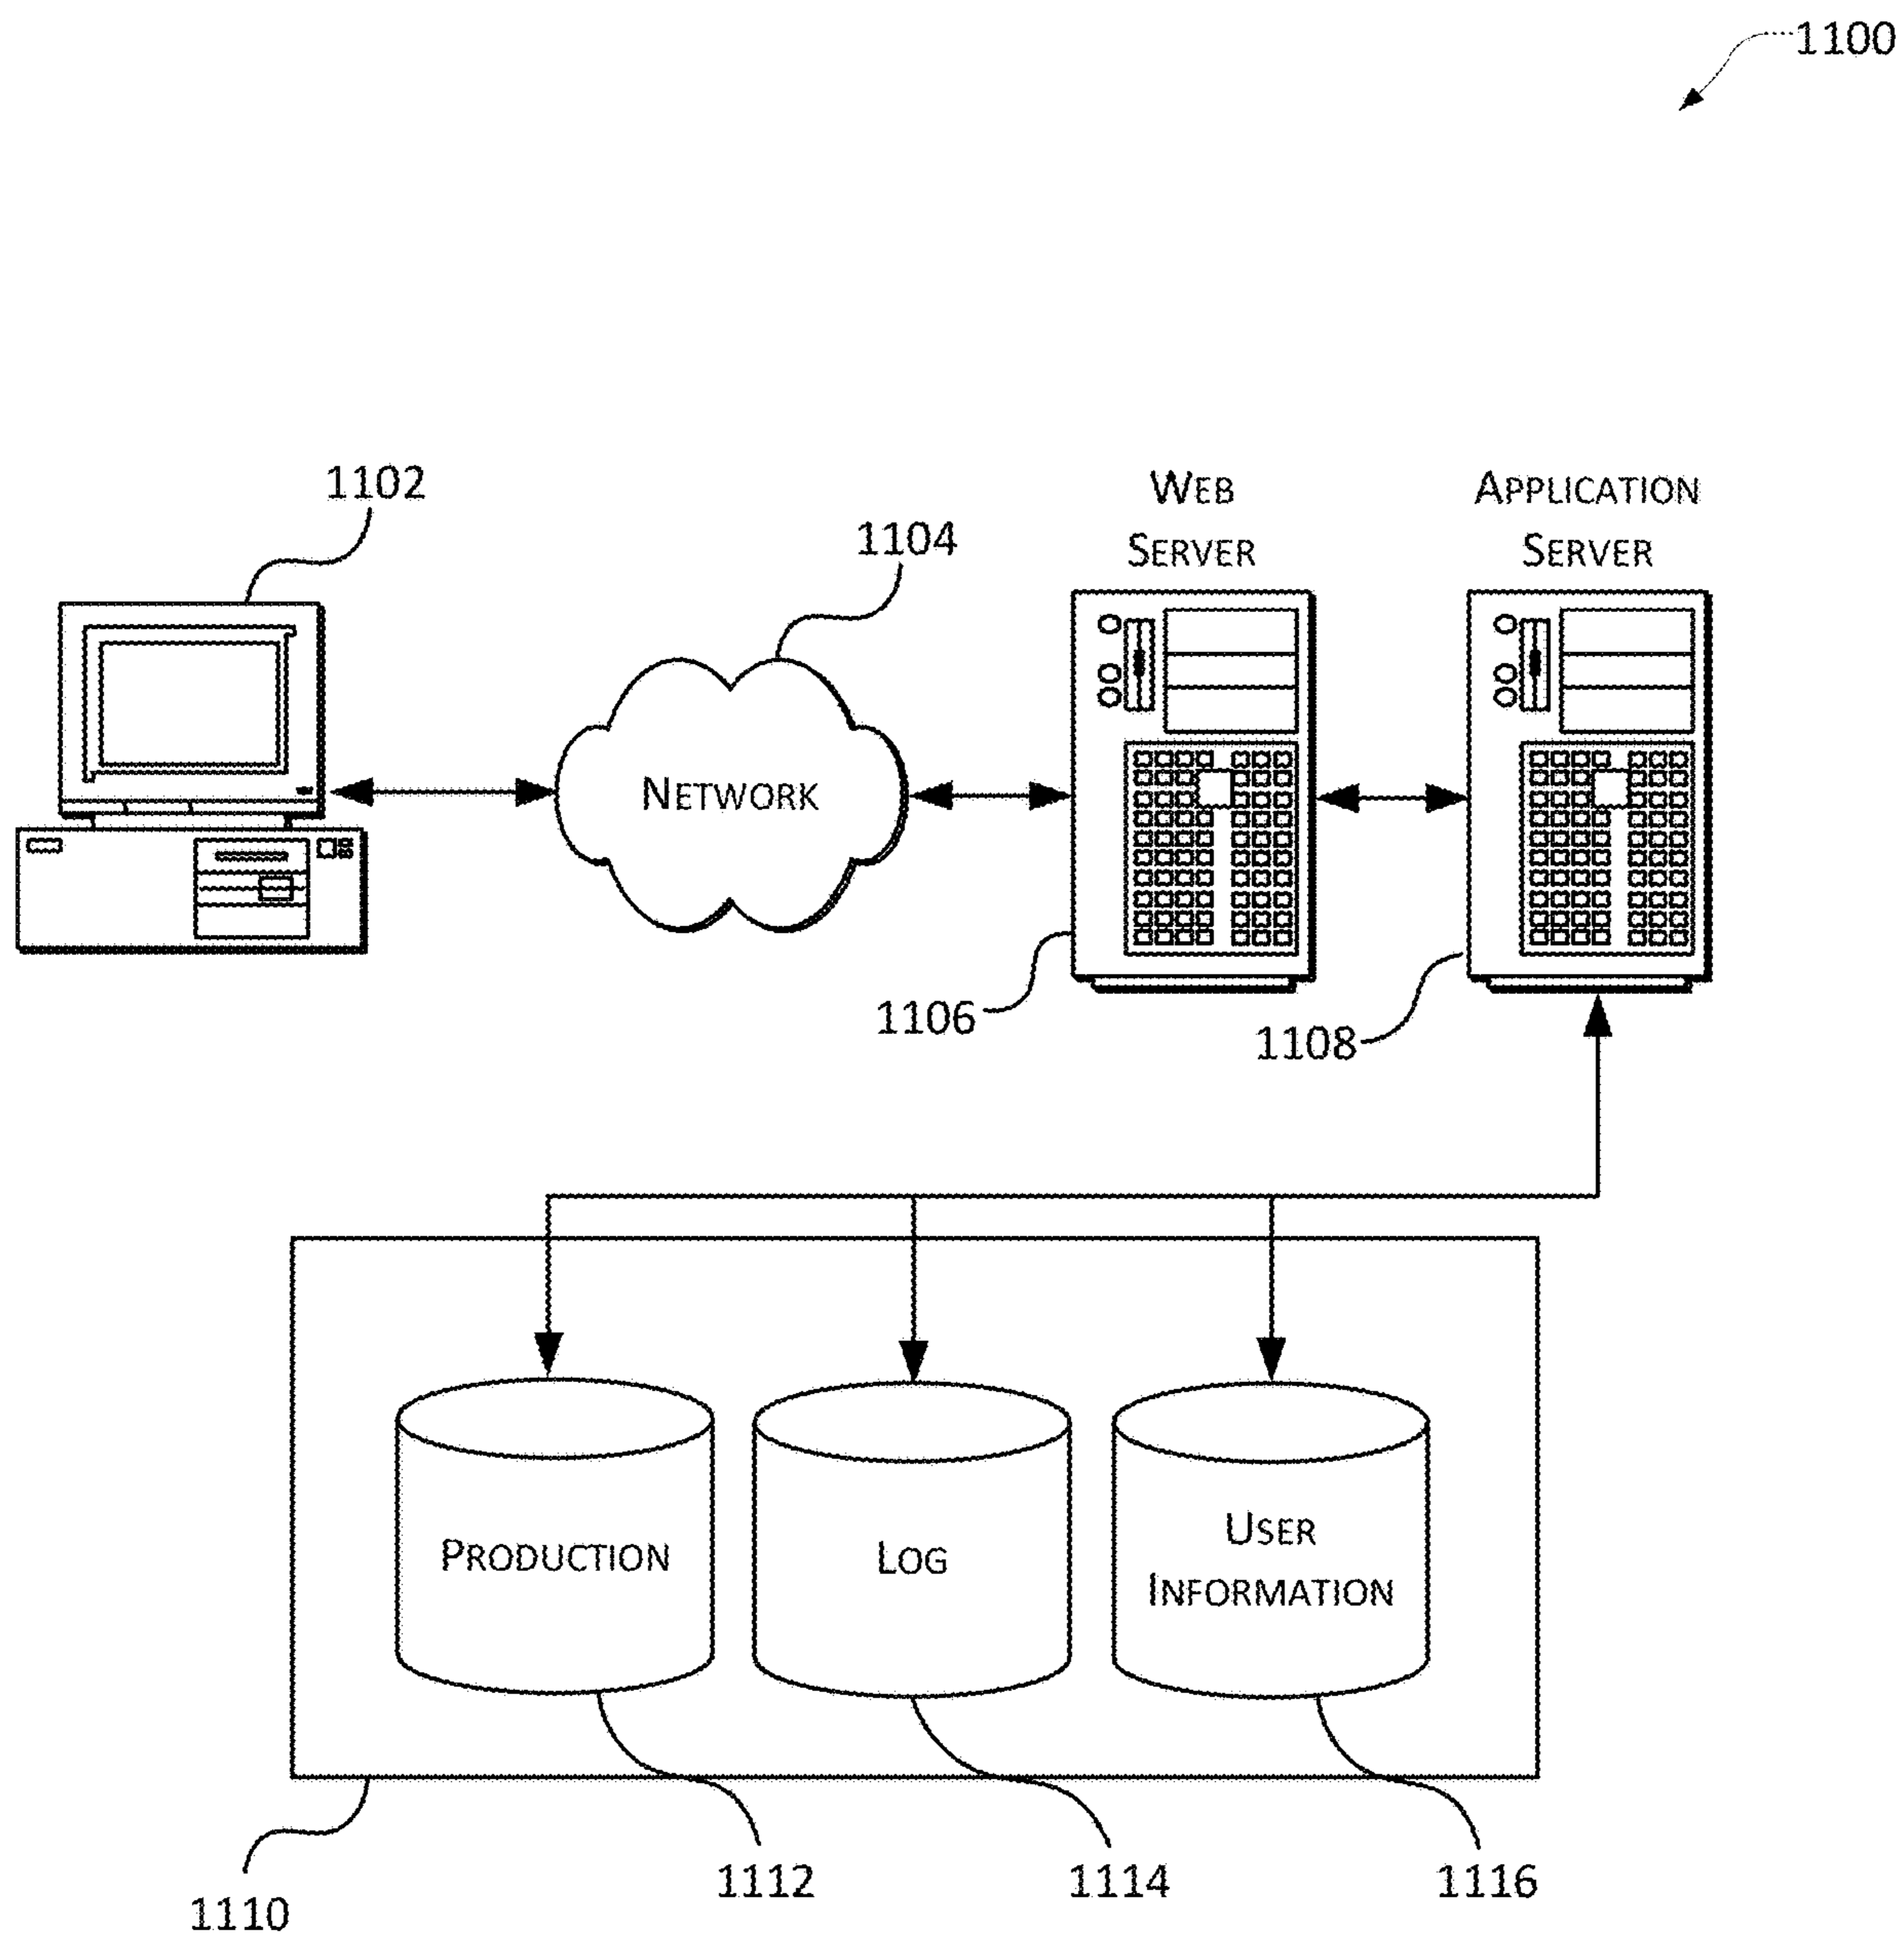 1100
1102
1104
WEB
SERVER
APPLICATION
SERVER
NETWORK
1106
1108
PRODUCTION
LOG
USER
INFORMATION
1110
1112
1114
1116